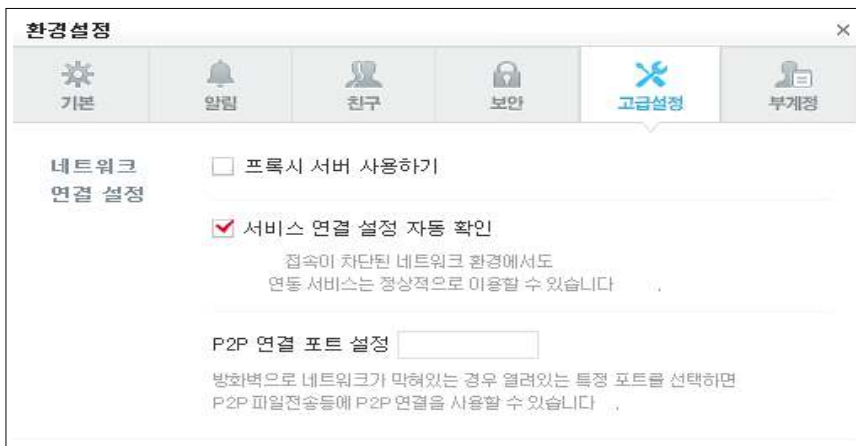 환경설정
기본 알림 친구 보안 고급설정 부계정
네트워크
연결 설정
프록시 서버 사용하기
서비스 연결 설정 자동 확인
접속이 차단된 네트워크 환경에서도
연동 서비스는 정상적으로 이용할 수 있습니다 .
P2P 연결 포트 설정
방화벽으로 네트워크가 막혀있는 경우 열려있는 특정 포트를 선택하면
P2P 파일전송등에 P2P 연결을 사용할 수 있습니다 .